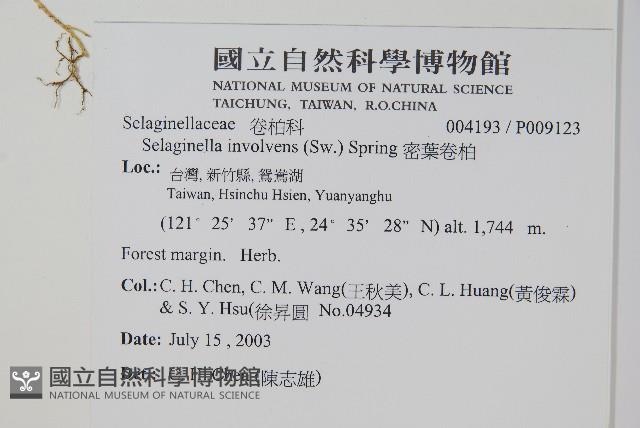 國立自然科學博物館
NATIONAL MUSEUM OF NATURAL SCIENCE
TAICHUNG, TAIWAN, R.O.CHINA
Selaginellaceae 卷柏科 004193 / P009123
Selaginella involvens (Sw.) Spring 密葉卷柏
Loc.: 台灣, 新竹縣, 鴛鴦湖
Taiwan, Hsinchu Hsien, Yuanyanghu
(121° 25' 37" E , 24° 35' 28" N) alt. 1,744 m.
Forest margin. Herb.
Col.: C. H. Chen, C. M. Wang(王秋美), C. L. Huang(黃俊霖)
& S. Y. Hsu(徐昇圓 No.04934
Date: July 15 , 2003
Chen (陳志雄)
國立自然科學博物館
NATIONAL MUSEUM OF NATURAL SCIENCE